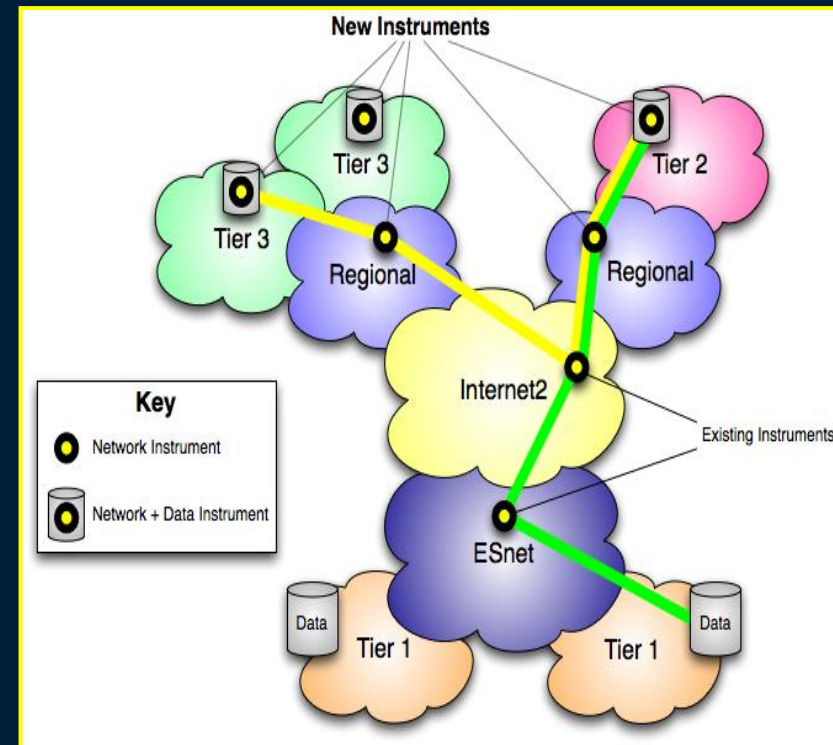 New Instruments
Tier 3
Tier 2
Tier 3
Regional
Regional
Internet2
Key
Network Instrument
Network + Data Instrument
Existing Instruments
ESnet
Data
Data
Tier 1
Tier 1